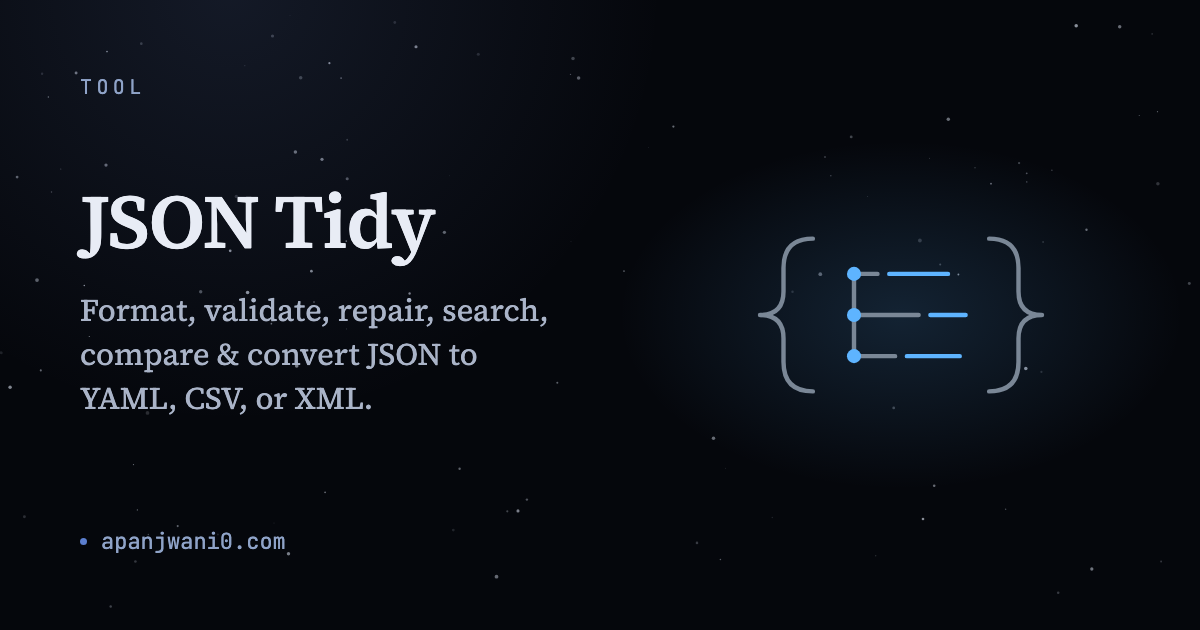 TOOL
JSON Tidy
Format, validate, repair, search,
compare & convert JSON to
YAML, CSV, or XML.
apanjwani0.com